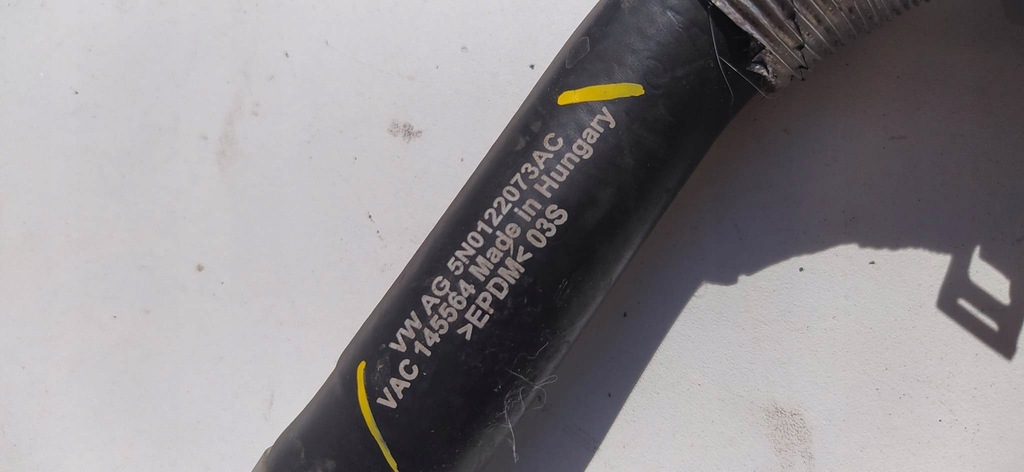 VW AG 5N0122073AC
VAC 145564 Made in Hungary
>EPDM< 03S